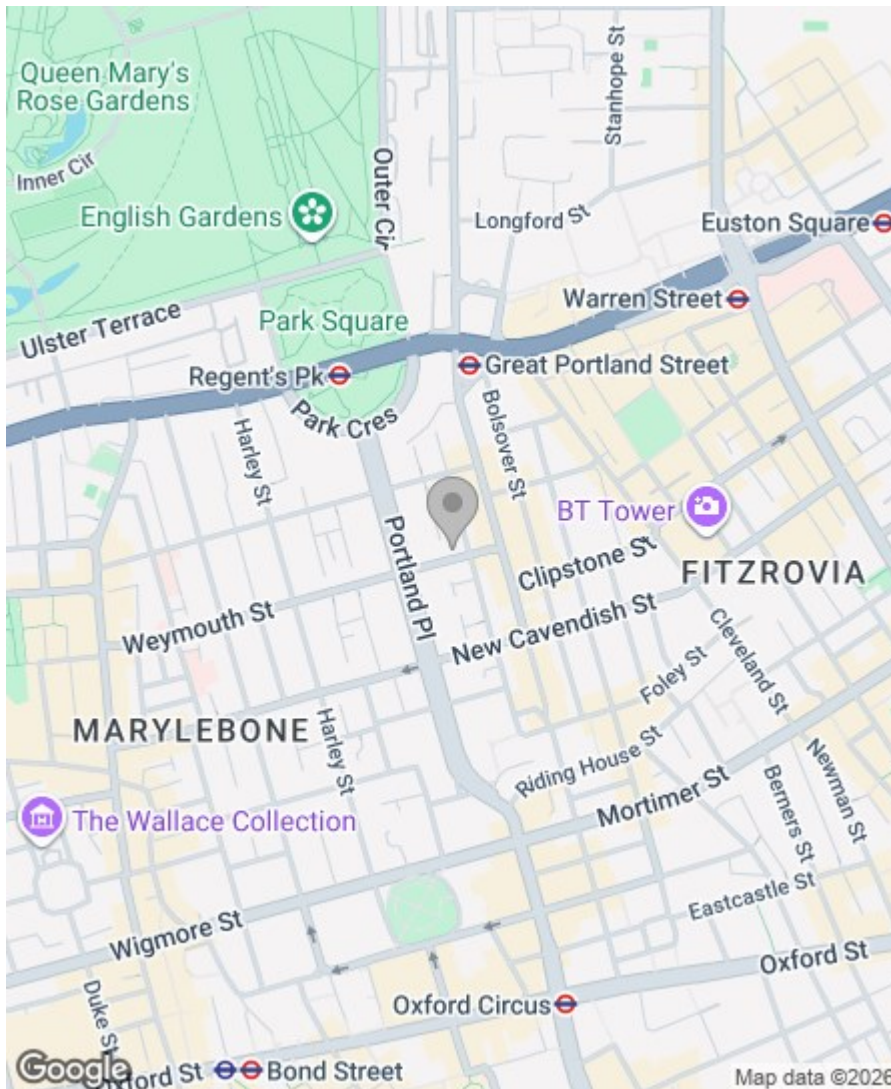 Queen Mary's
Rose Gardens
Stanhope St
Inner Cir
Outer Cir
English Gardens
Longford St
Euston Square
Warren Street
Ulster Terrace
Park Square
Regent's Pk
Great Portland Street
Park Cres
Bolsover St
Harley St
BT Tower
Portland Pl
Clipstone St
FITZROVIA
Weymouth St
New Cavendish St
Cleveland St
Foley St
MARYLEBONE
Harley St
Riding House St
Newman St
Mortimer St
Berners St
The Wallace Collection
Eastcastle St
Wigmore St
Oxford St
Duke St
Oxford Circus
Oxford St
Bond Street
Google
Map data ©2026